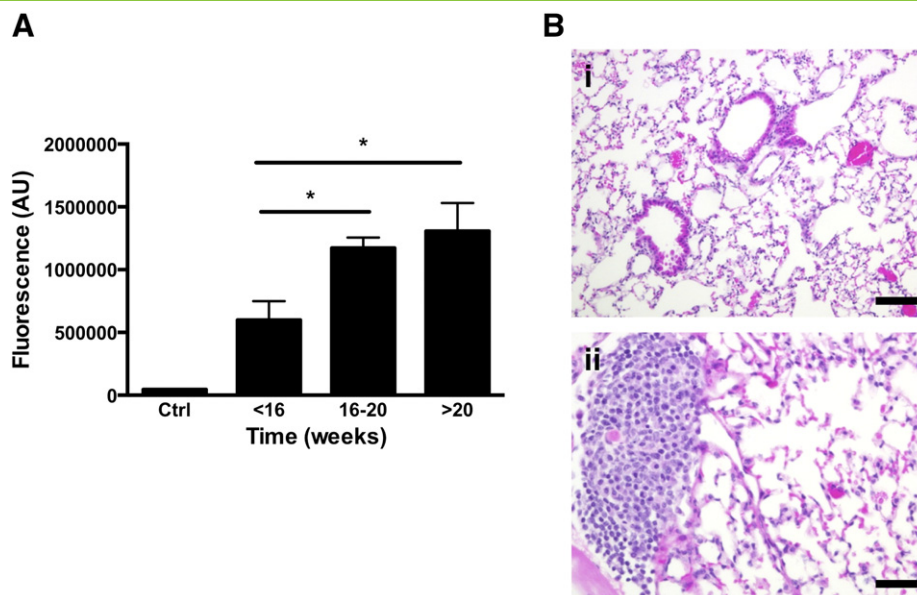 A
B
2000000
1500000
1000000
500000
0
Fluorescence (AU)
*
*
Ctrl
<16
16-20
>20
Time (weeks)
i
ii